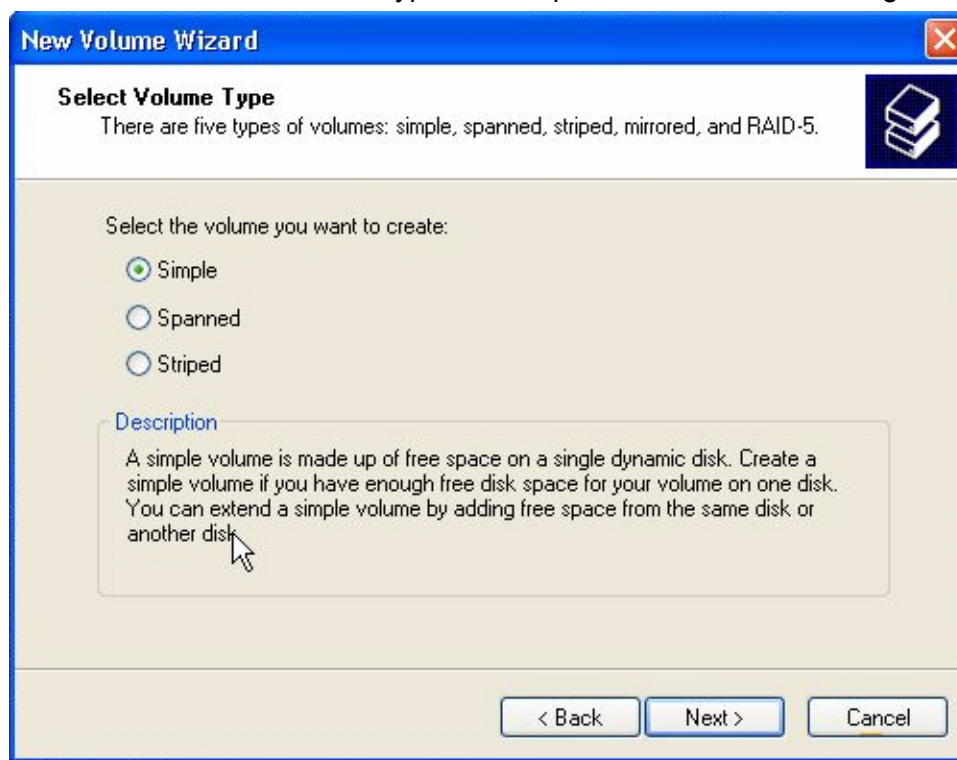 New Volume Wizard
Select Volume Type
There are five types of volumes: simple, spanned, striped, mirrored, and RAID-5.
Select the volume you want to create:
Simple
Spanned
Striped
Description
A simple volume is made up of free space on a single dynamic disk. Create a
simple volume if you have enough free disk space for your volume on one disk.
You can extend a simple volume by adding free space from the same disk or
another disk.
< Back
Next >
Cancel